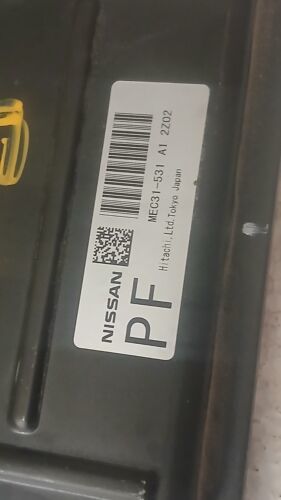 MEC31-531 A1 2Z02
Hitachi,Ltd.Tokyo Japan
NISSAN
PF